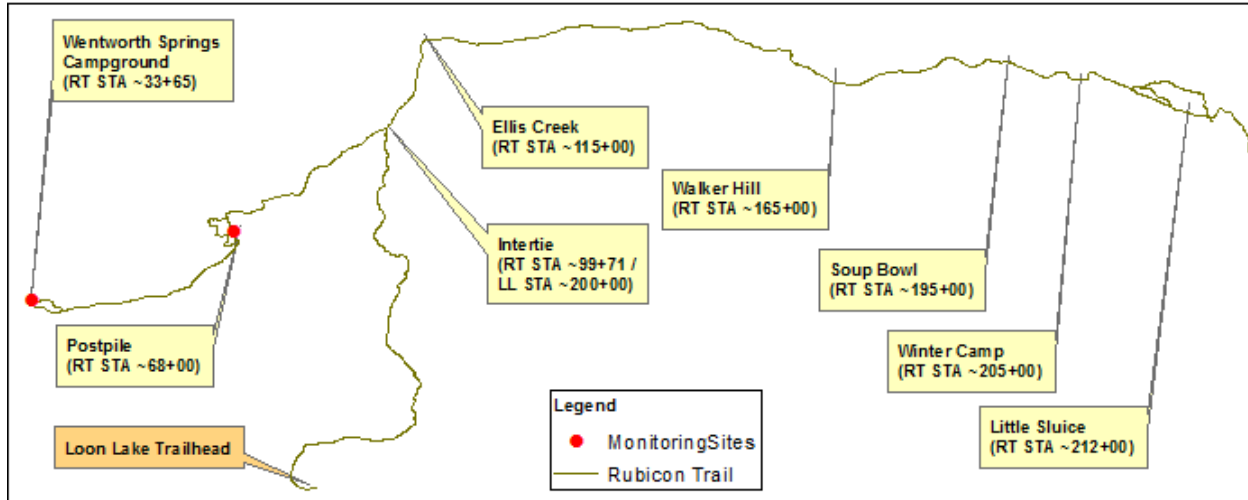 Wentworth Springs
Campground
(RT STA ~33+65)
Ellis Creek
(RT STA ~115+00)
Walker Hill
(RT STA ~165+00)
Intertie
(RT STA ~99+71 /
LL STA ~200+00)
Soup Bowl
(RT STA ~195+00)
Postpile
(RT STA ~68+00)
Winter Camp
(RT STA ~205+00)
Little Sluice
(RT STA ~212+00)
Loon Lake Trailhead
Legend
MonitoringSites
Rubicon Trail